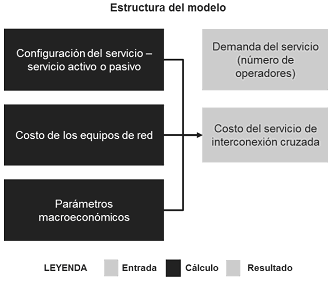 Estructura del modelo
Configuración del servicio –
servicio activo o pasivo
Demanda del servicio
(número de
operadores)
Costo de los equipos de red
Costo del servicio de
interconexión cruzada
Parámetros
macroeconómicos
LEYENDA Entrada Cálculo Resultado